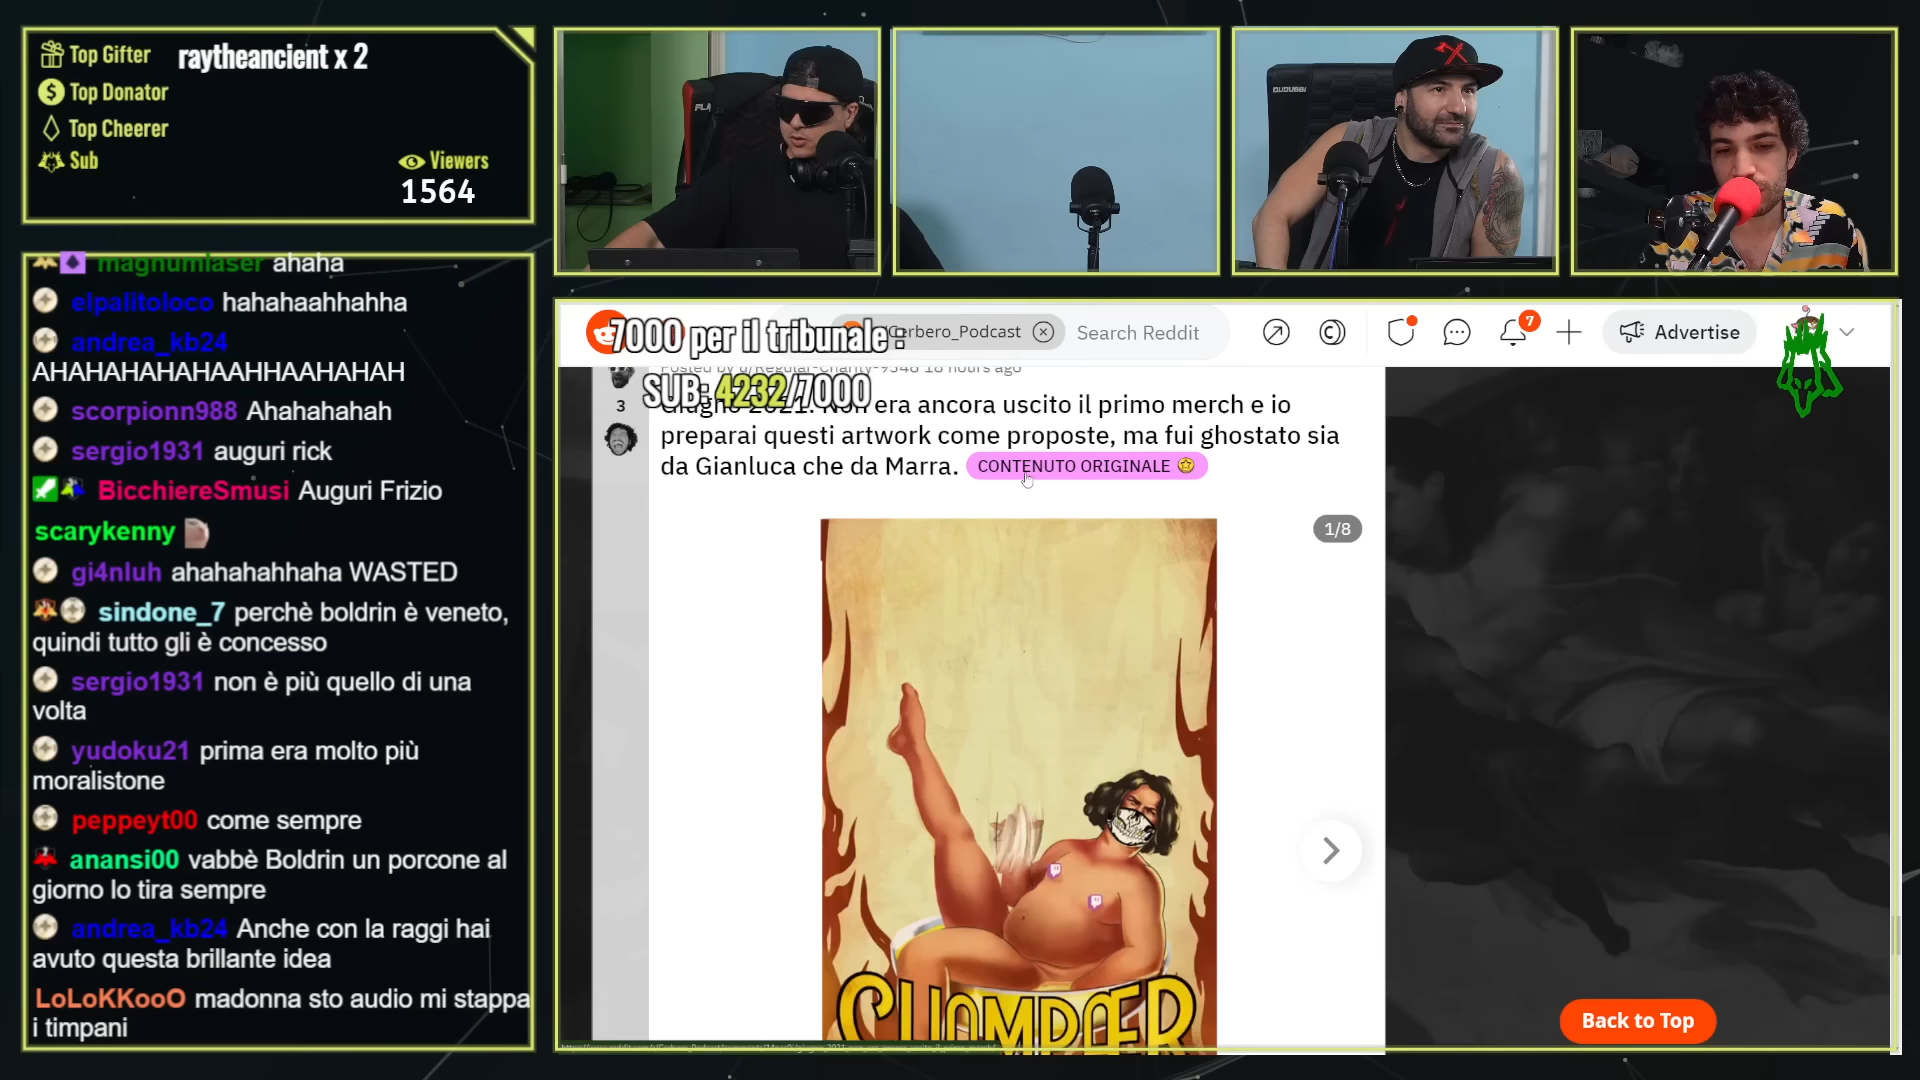 Top Gifter raytheancient x 2
Top Donator
Top Cheerer
Sub
Viewers
1564
magnumlaser ahaha
elpalitoloco hahahaahhahha
andrea_kb24
AHAHAHAHAHAAHHAAHAHAH
scorpionn988 Ahahahahah
sergio1931 auguri rick
BicchiereSmusi Auguri Frizio
scarykenny
gi4nluh ahahahahhaha WASTED
sindone_7 perchè boldrin è veneto,
quindi tutto gli è concesso
sergio1931 non è più quello di una
volta
yudoku21 prima era molto più
moralistone
peppeyt00 come sempre
anansi00 vabbè Boldrin un porcone al
giorno lo tira sempre
andrea_kb24 Anche con la raggi hai
avuto questa brillante idea
LoLoKKooO madonna sto audio mi stappa
i timpani
7000 per il tribunale :
Cerbero_Podcast
Search Reddit
7
Advertise
SUB: 4232/7000
3
Giugno 2021. Non era ancora uscito il primo merch e io
preparai questi artwork come proposte, ma fui ghostato sia
da Gianluca che da Marra. CONTENUTO ORIGINALE
1/8
Back to Top